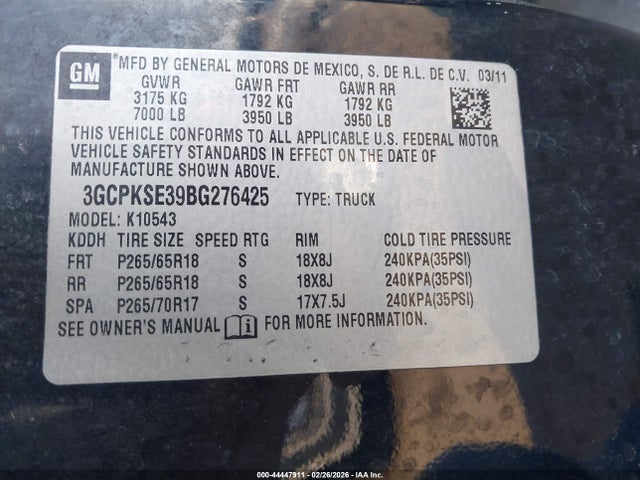 GM
*MFD BY GENERAL MOTORS DE MEXICO, S. DE R.L. DE C.V. 03/11
GVWR GAWR FRT GAWR RR
3175 KG 1792 KG 1792 KG
7000 LB 3950 LB 3950 LB
THIS VEHICLE CONFORMS TO ALL APPLICABLE U.S. FEDERAL MOTOR
VEHICLE SAFETY STANDARDS IN EFFECT ON THE DATE OF
MANUFACTURE SHOWN ABOVE.
3GCPKSE39BG276425 TYPE: TRUCK
MODEL: K10543
KDDH TIRE SIZE SPEED RTG RIM COLD TIRE PRESSURE
FRT P265/65R18 S 18X8J 240KPA(35PSI)
RR P265/65R18 S 18X8J 240KPA(35PSI)
SPA P265/70R17 S 17X7.5J 240KPA(35PSI)
SEE OWNER'S MANUAL FOR MORE INFORMATION.
000-44447911 - 02/26/2026 - IAA Inc.